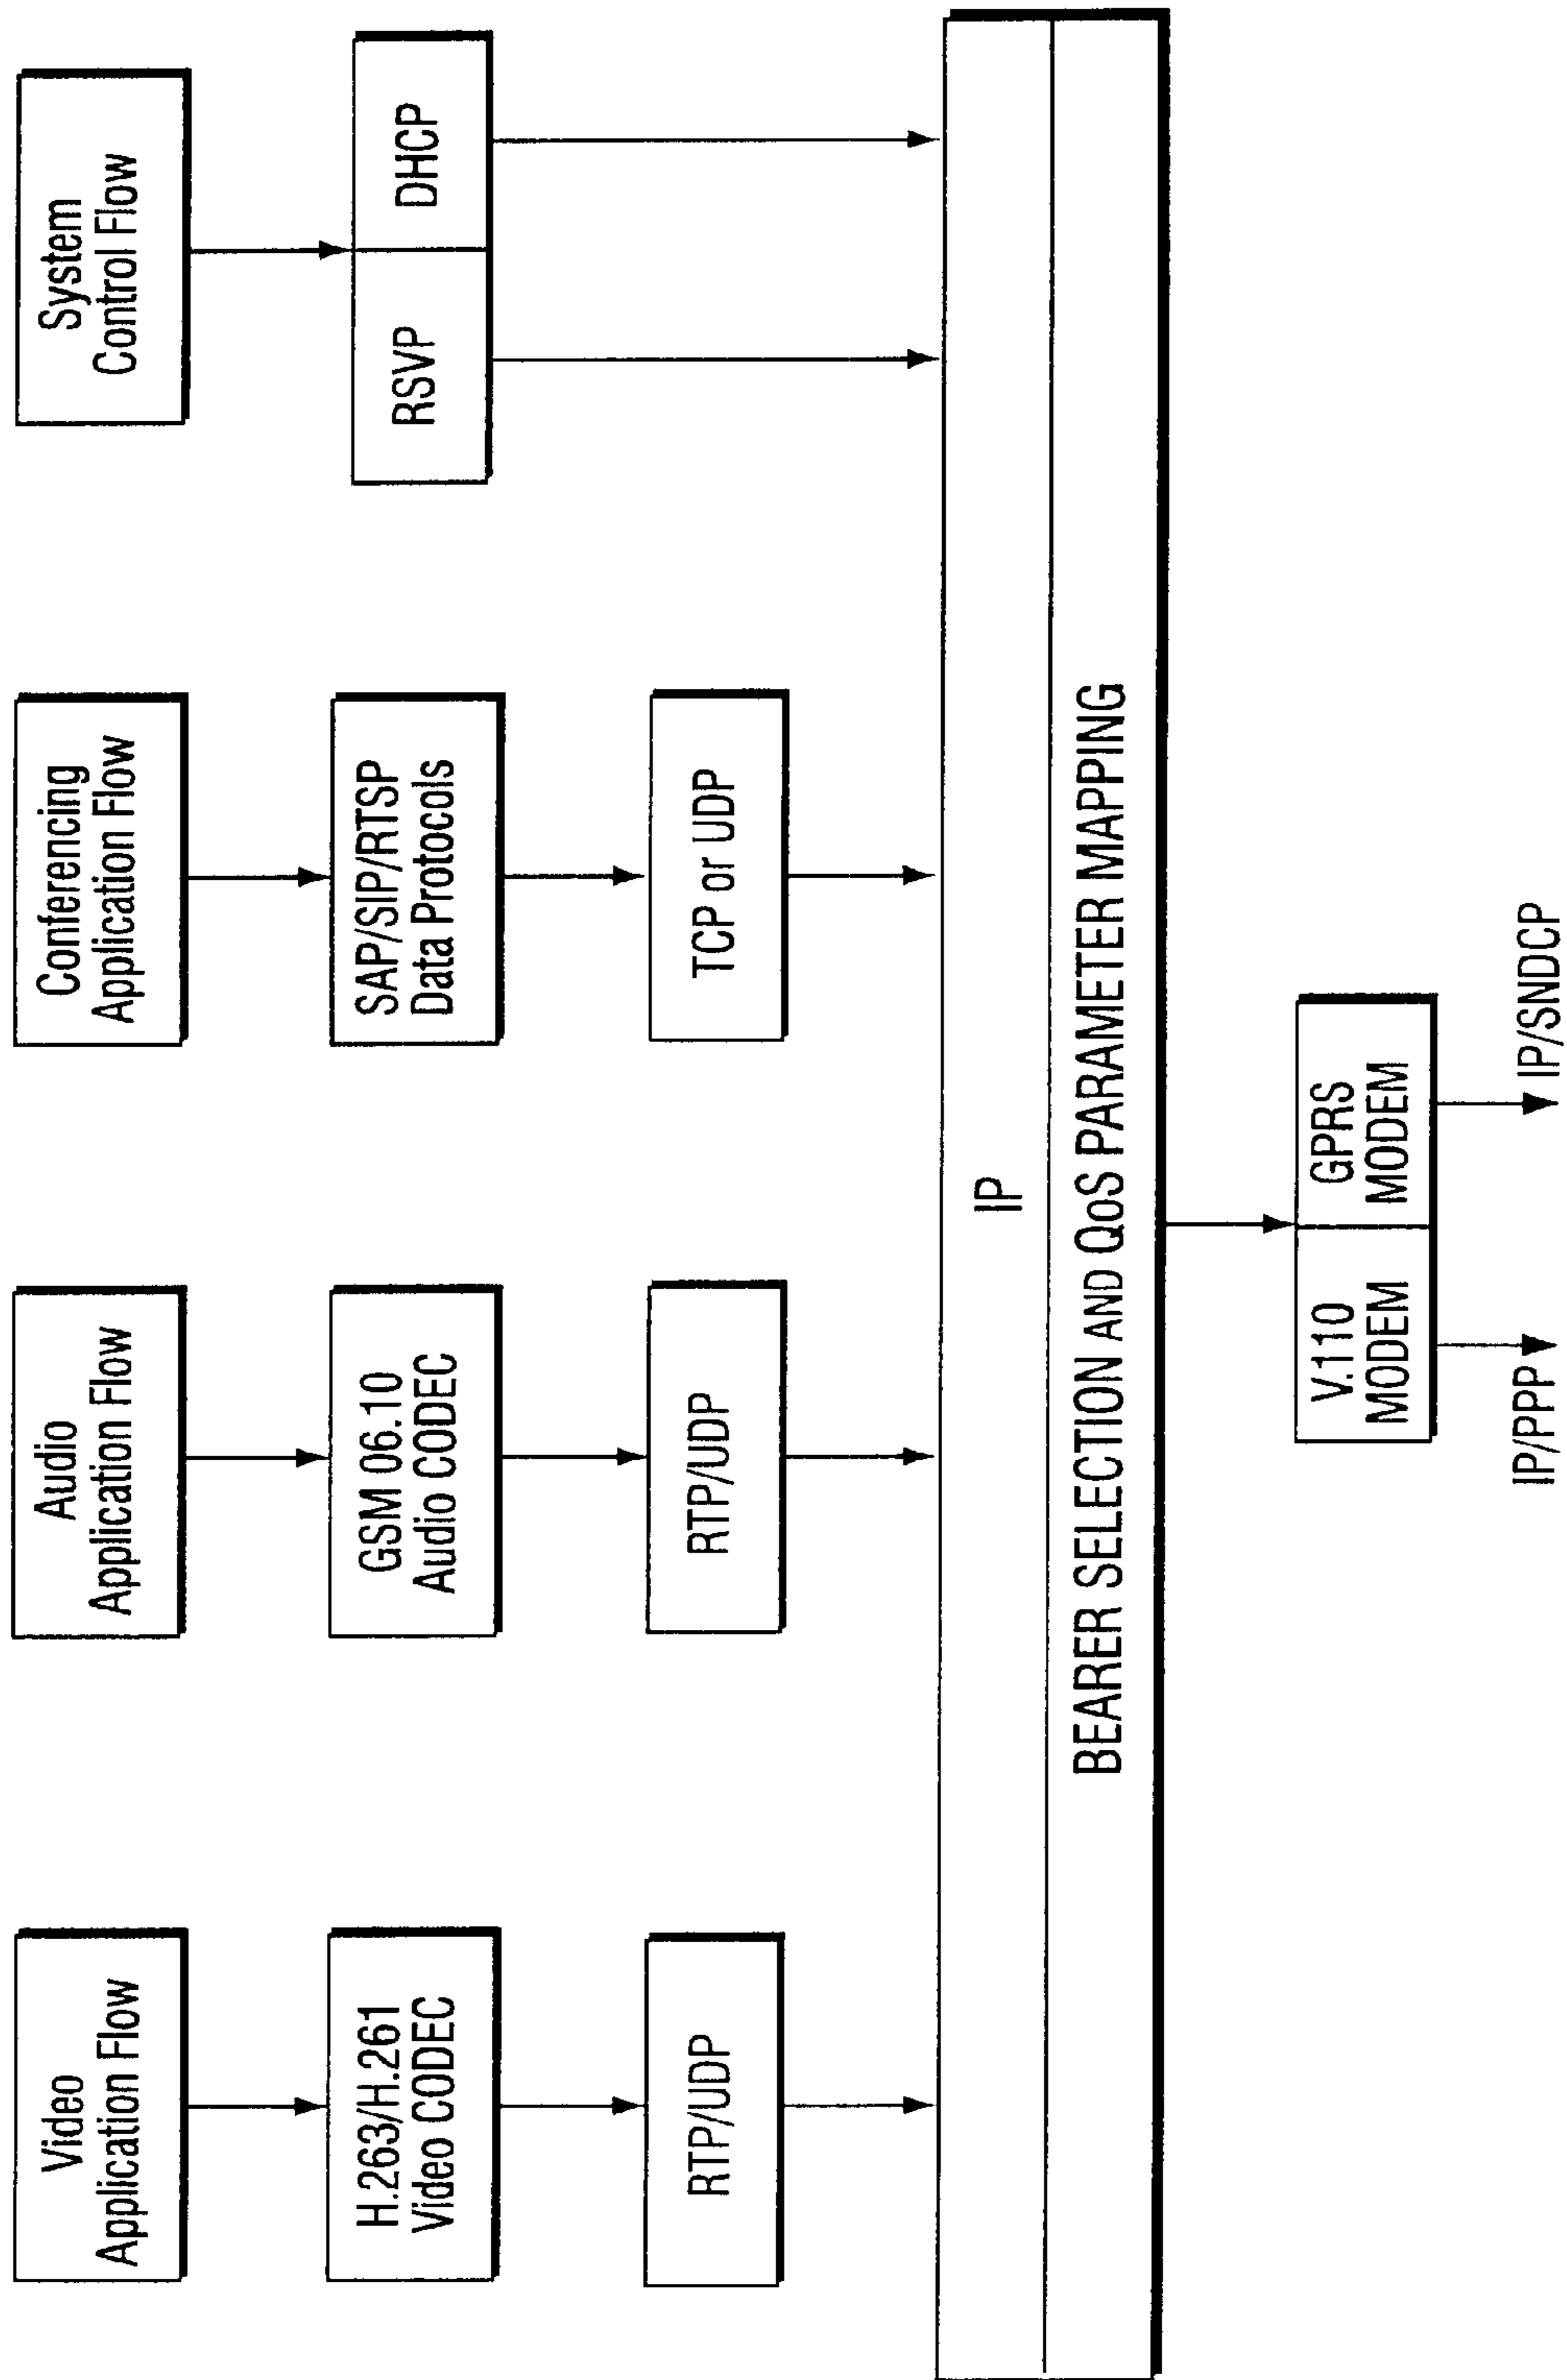 Video
Application Flow
H.263/H.261
Video CODEC
RTP/UDP
Audio
Application Flow
GSM 06.10
Audio CODEC
RTP/UDP
Conferencing
Application Flow
SAP/SIP/RTSP
Data Protocols
TCP or UDP
System
Control Flow
RSVP
DHCP
IP
BEARER SELECTION AND QoS PARAMETER MAPPING
V.110
MODEM
GPRS
MODEM
IP/PPP
IP/SNDCP